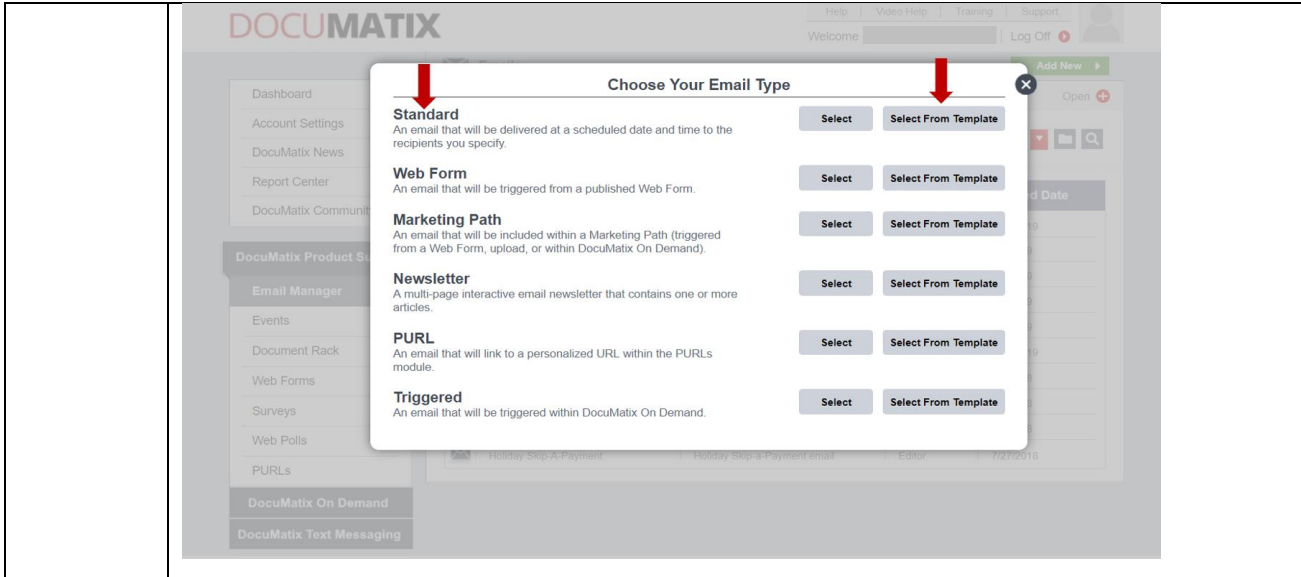 DOCUMATIX
Help | Video Help | Training | Support
Welcome | Log Off
Emails
Add New
Open
Dashboard
Account Settings
DocuMatix News
Report Center
DocuMatix Communit
DocuMatix Product Su
Email Manager
Events
Document Rack
Web Forms
Surveys
Web Polls
PURLs
DocuMatix On Demand
DocuMatix Text Messaging
Choose Your Email Type
Standard
An email that will be delivered at a scheduled date and time to the
recipients you specify.
Select Select From Template
Web Form
An email that will be triggered from a published Web Form.
Select Select From Template
Marketing Path
An email that will be included within a Marketing Path (triggered
from a Web Form, upload, or within DocuMatix On Demand).
Select Select From Template
Newsletter
A multi-page interactive email newsletter that contains one or more
articles.
Select Select From Template
PURL
An email that will link to a personalized URL within the PURLs
module.
Select Select From Template
Triggered
An email that will be triggered within DocuMatix On Demand.
Select Select From Template
d Date
Holiday Skip-A-Payment Holiday Skip-a-Payment email Editor 7/27/2018